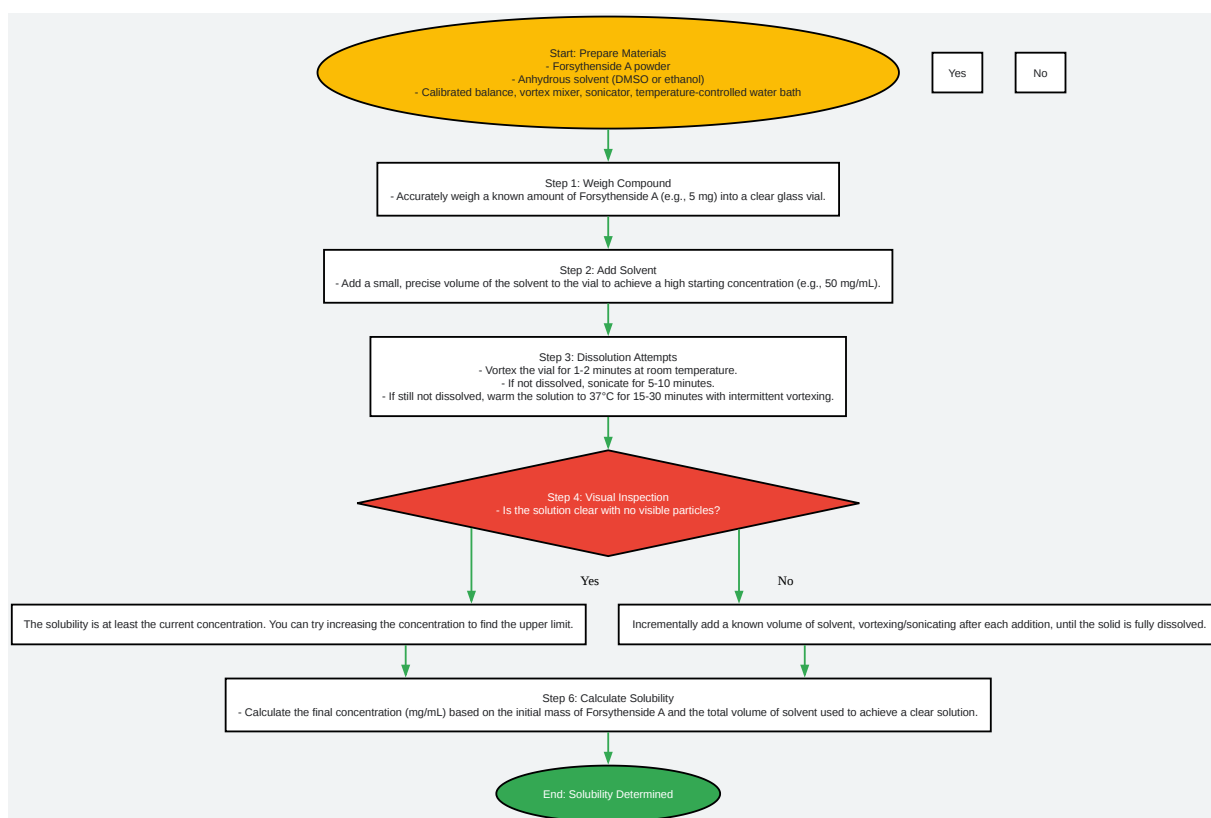 Start: Prepare Materials
- Forsythenside A powder
- Anhydrous solvent (DMSO or ethanol)
- Calibrated balance, vortex mixer, sonicator, temperature-controlled water bath
Yes
No
Step 1: Weigh Compound
- Accurately weigh a known amount of Forsythenside A (e.g., 5 mg) into a clear glass vial.
Step 2: Add Solvent
- Add a small, precise volume of the solvent to the vial to achieve a high starting concentration (e.g., 50 mg/mL).
Step 3: Dissolution Attempts
- Vortex the vial for 1-2 minutes at room temperature.
- If not dissolved, sonicate for 5-10 minutes.
- If still not dissolved, warm the solution to 37°C for 15-30 minutes with intermittent vortexing.
Step 4: Visual Inspection
- Is the solution clear with no visible particles?
Yes
No
The solubility is at least the current concentration. You can try increasing the concentration to find the upper limit.
Incrementally add a known volume of solvent, vortexing/sonicating after each addition, until the solid is fully dissolved.
Step 6: Calculate Solubility
- Calculate the final concentration (mg/mL) based on the initial mass of Forsythenside A and the total volume of solvent used to achieve a clear solution.
End: Solubility Determined